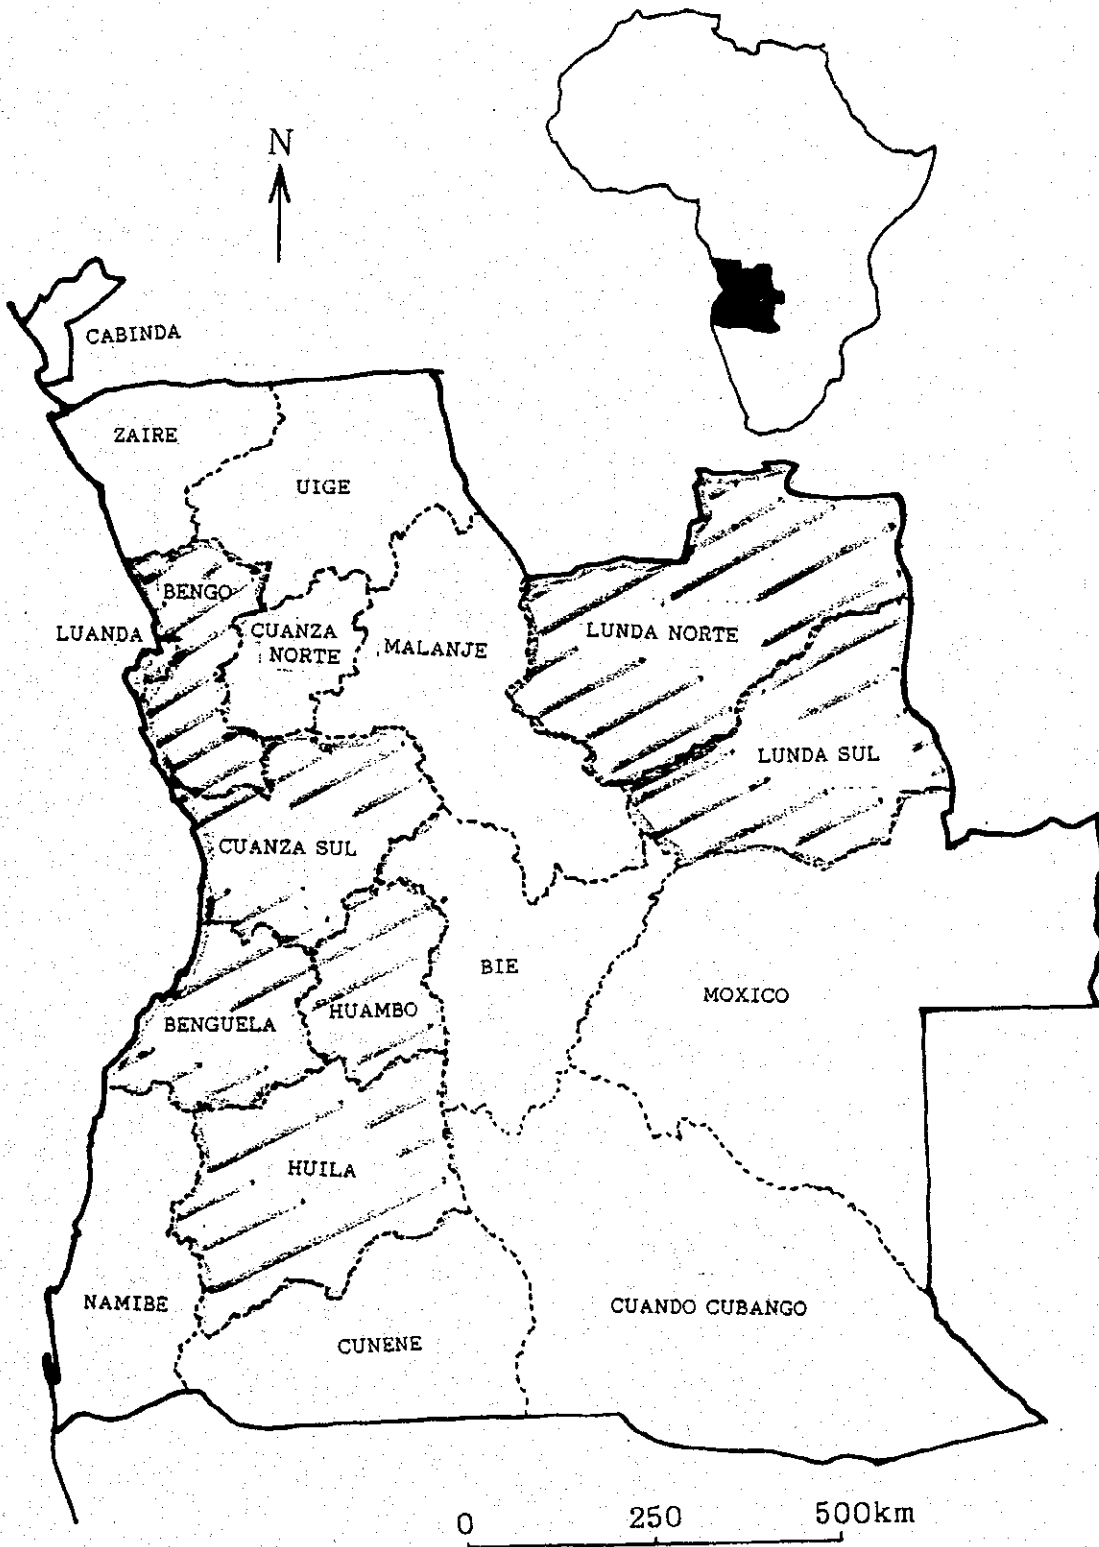 N
CABINDA
ZAIRE
UIGE
BENGO
LUANDA
CUANZA
NORTE
MALANJE
LUNDA NORTE
LUNDA SUL
CUANZA SUL
BIE
MOXICO
BENGUELA
HUAMBO
HUILA
NAMIBE
CUNENE
CUANDO CUBANGO
0 250 500km